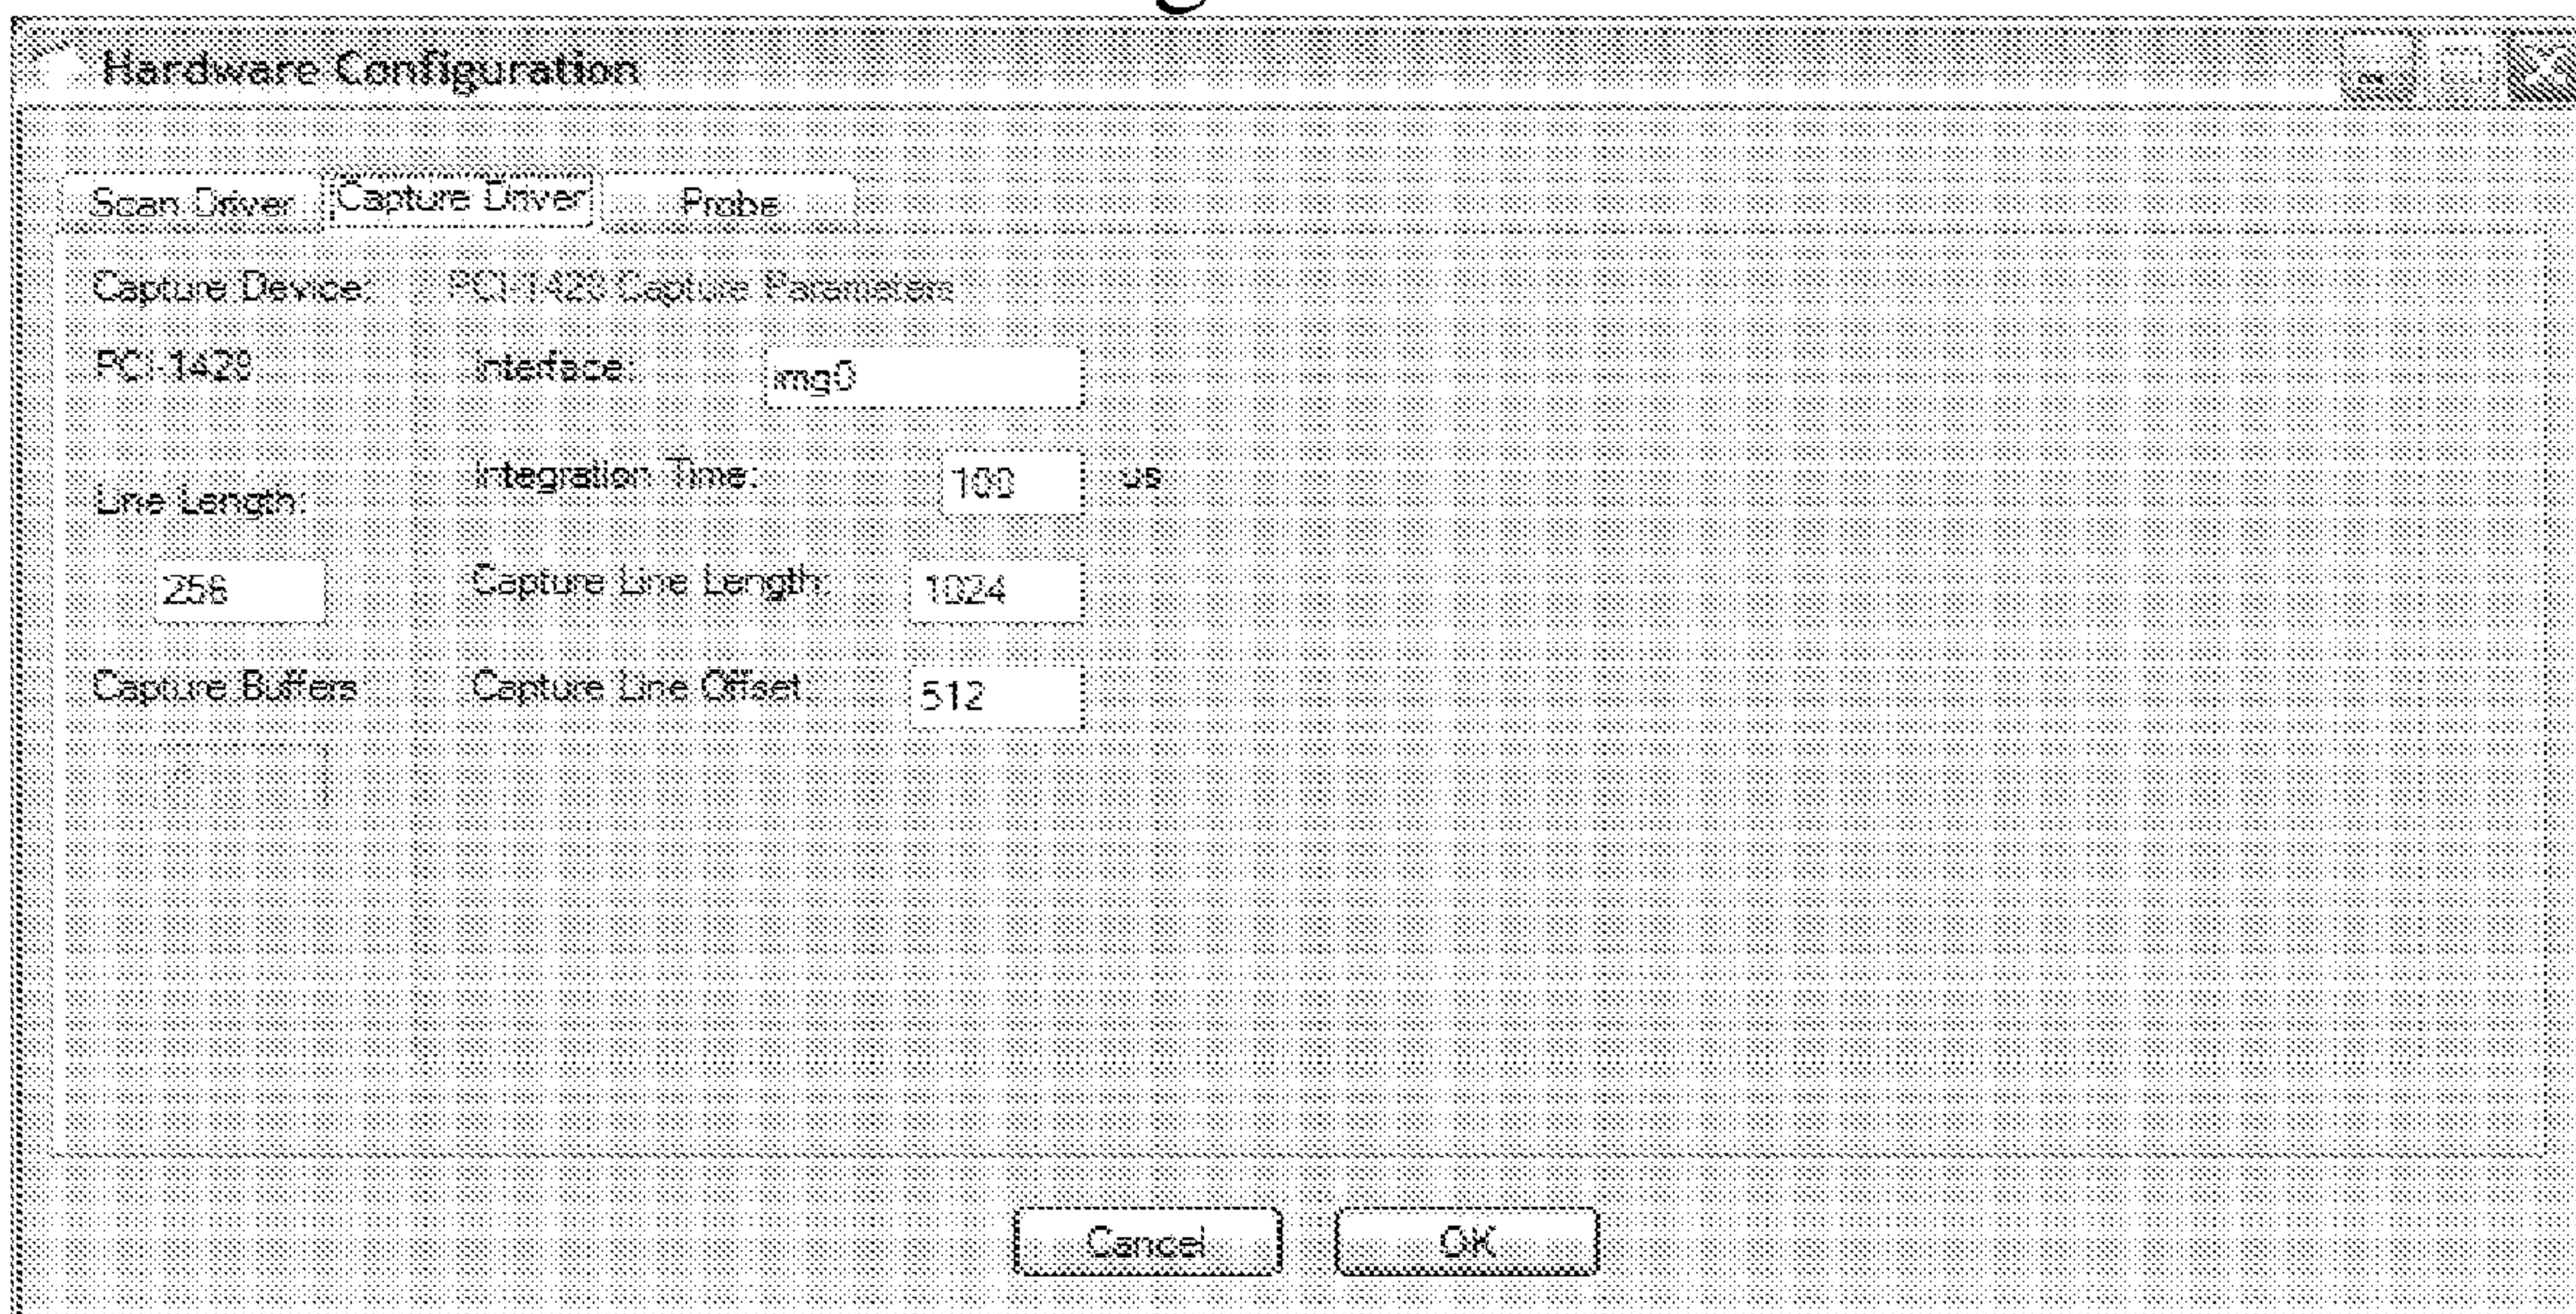 Hardware Configuration
Scan Driver Capture Driver Probe
Capture Device:
PCI-1428
Line Length:
256
Capture Buffers
PCI-1428 Capture Parameters
Interface: img0
Integration Time: 100 us
Capture Line Length: 1024
Capture Line Offset: 512
Cancel OK